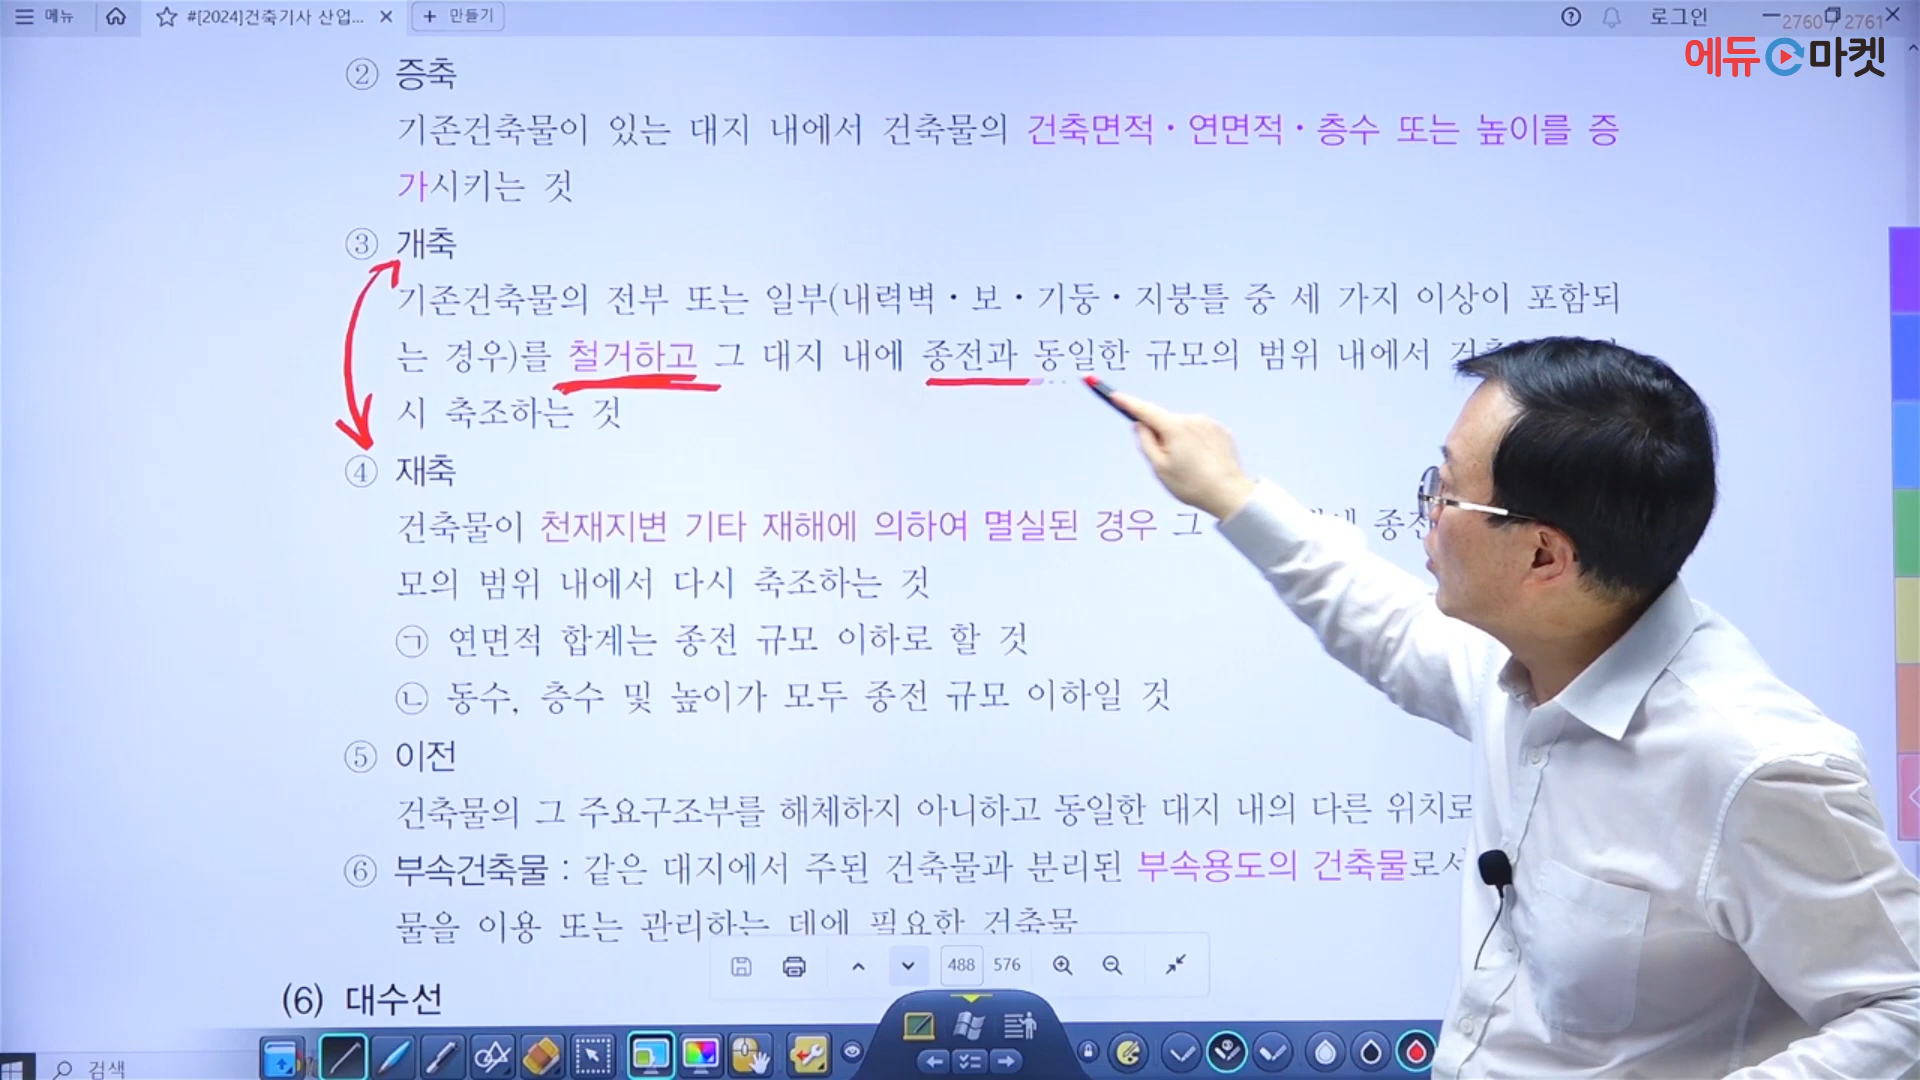 메뉴
#[2024]건축기사 산업...
만들기
로그인
2760 / 2761
에듀마켓
② 증축
기존건축물이 있는 대지 내에서 건축물의 건축면적·연면적·층수 또는 높이를 증
가시키는 것
③ 개축
기존건축물의 전부 또는 일부(내력벽·보·기둥·지붕틀 중 세 가지 이상이 포함되
는 경우)를 철거하고 그 대지 내에 종전과 동일한 규모의 범위 내에서
시 축조하는 것
④ 재축
건축물이 천재지변 기타 재해에 의하여 멸실된 경우 그
모의 범위 내에서 다시 축조하는 것
㉠ 연면적 합계는 종전 규모 이하로 할 것
㉡ 동수, 층수 및 높이가 모두 종전 규모 이하일 것
⑤ 이전
건축물의 그 주요구조부를 해체하지 아니하고 동일한 대지 내의 다른 위치로
⑥ 부속건축물 : 같은 대지에서 주된 건축물과 분리된 부속용도의 건축물로서
물을 이용 또는 관리하는 데에 필요한 건축물
488 576
(6) 대수선
검색